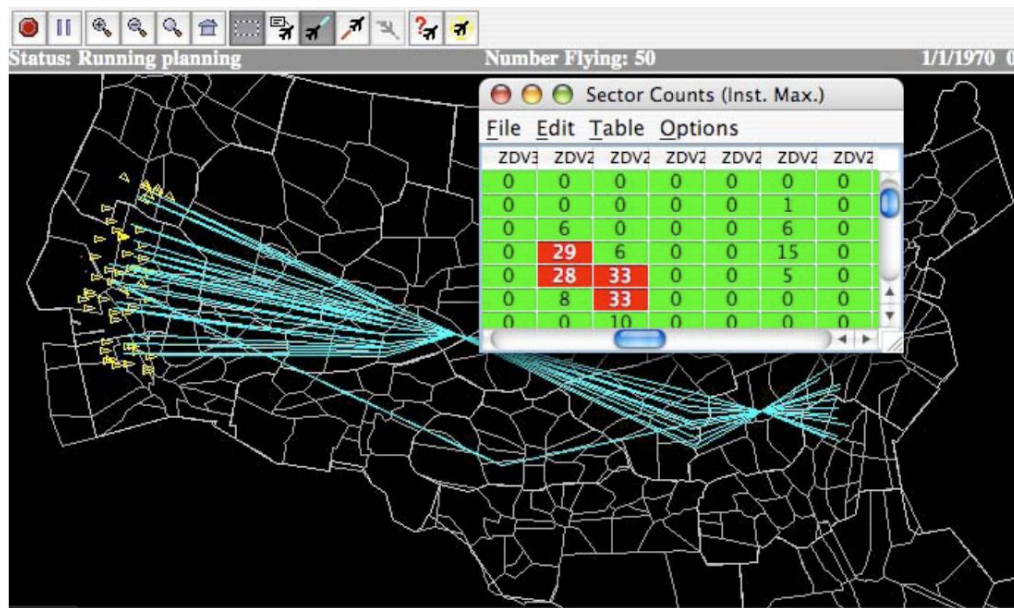 Status: Running planning Number Flying: 50 1/1/1970 0
Sector Counts (Inst. Max.)
File Edit Table Options
ZDV3 ZDV2 ZDV2 ZDV2 ZDV2 ZDV2 ZDV2
0 0 0 0 0 0 0
0 0 0 0 0 1 0
0 6 0 0 0 6 0
0 29 6 0 0 15 0
0 28 33 0 0 5 0
0 8 33 0 0 0 0
0 0 10 0 0 0 0